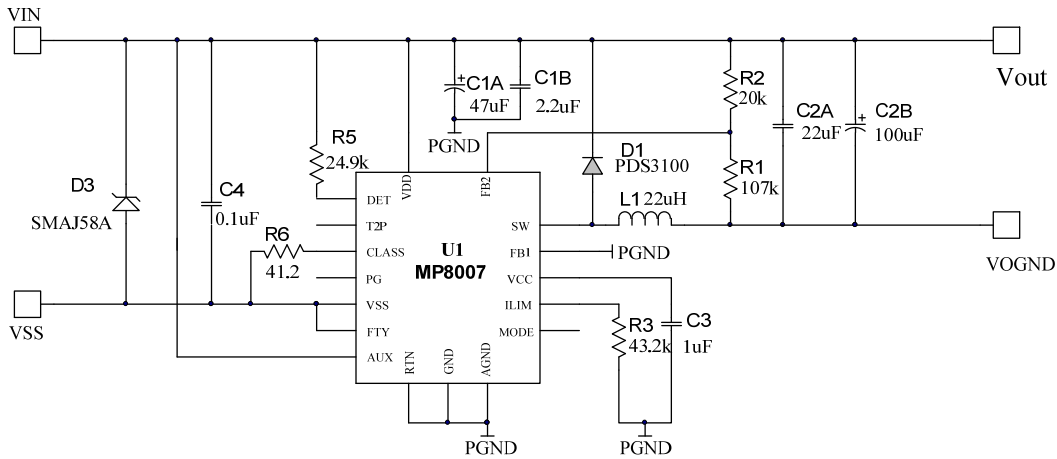 VIN
Vout
C1A
47uF
C1B
2.2uF
PGND
R2
20k
C2A
22uF
C2B
100uF
R5
24.9k
D1
PDS3100
R1
107k
D3
SMAJ58A
C4
0.1uF
R6
41.2
L1 22uH
VDD
FB2
DET
T2P
CLASS
PG
VSS
FTY
AUX
U1
MP8007
SW
FB1
VCC
ILIM
MODE
RTN
GND
AGND
PGND
R3
43.2k
C3
1uF
VSS
VOGND
PGND
PGND